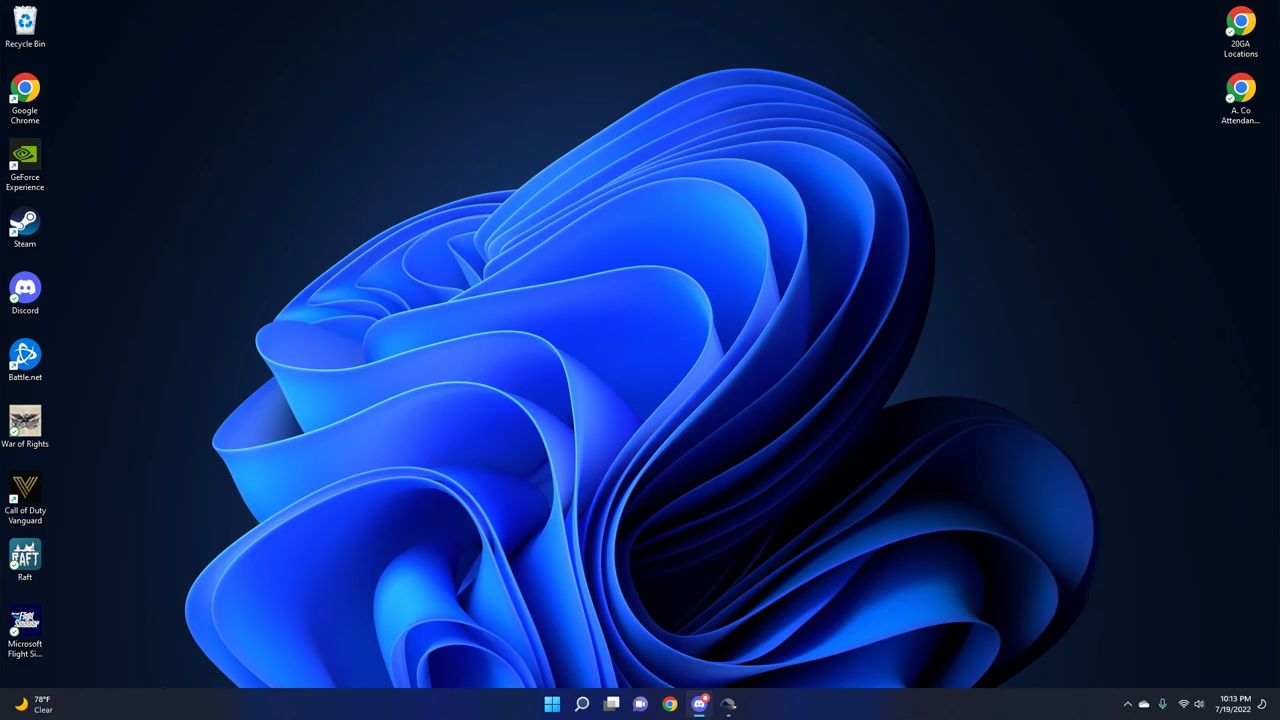 Recycle Bin
Google
Chrome
GeForce
Experience
Steam
Discord
Battle.net
War of Rights
Call of Duty
Vanguard
RAFT
Raft
Microsoft
Flight Si...
20GA
Locations
A. Co
Attendan...
78°F
Clear
10:13 PM
7/19/2022